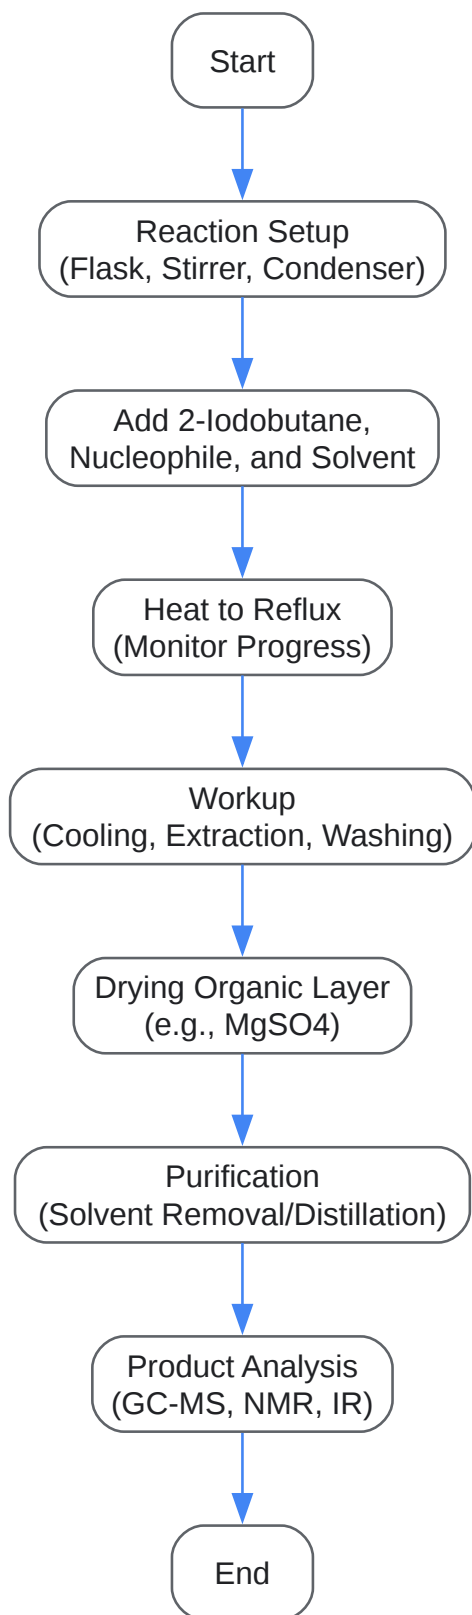 Start
Reaction Setup
(Flask, Stirrer, Condenser)
Add 2-Iodobutane,
Nucleophile, and Solvent
Heat to Reflux
(Monitor Progress)
Workup
(Cooling, Extraction, Washing)
Drying Organic Layer
(e.g., MgSO4)
Purification
(Solvent Removal/Distillation)
Product Analysis
(GC-MS, NMR, IR)
End